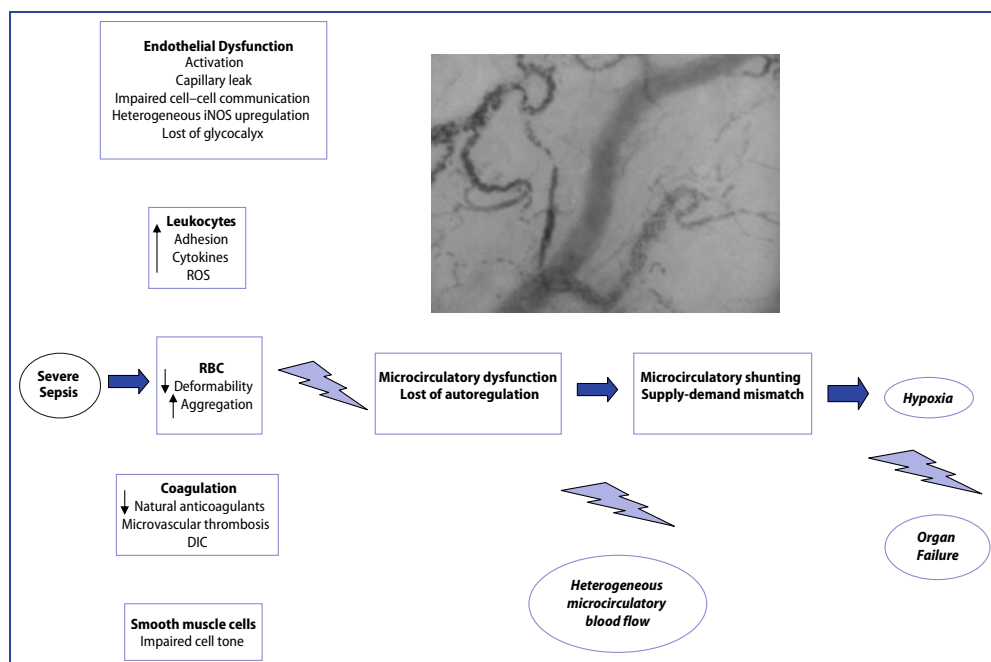 Endothelial Dysfunction
Activation
Capillary leak
Impaired cell–cell communication
Heterogeneous iNOS upregulation
Lost of glycocalyx
Leukocytes
Adhesion
Cytokines
ROS
Severe
Sepsis
RBC
Deformability
Aggregation
Microcirculatory dysfunction
Lost of autoregulation
Microcirculatory shunting
Supply-demand mismatch
Hypoxia
Coagulation
Natural anticoagulants
Microvascular thrombosis
DIC
Heterogeneous
microcirculatory
blood flow
Organ
Failure
Smooth muscle cells
Impaired cell tone